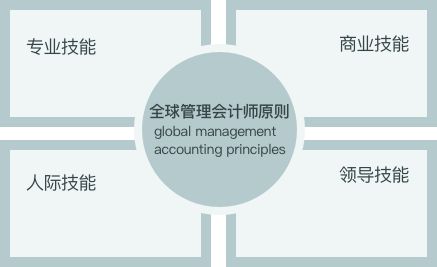 专业技能
商业技能
全球管理会计师原则
global management
accounting principles
人际技能
领导技能